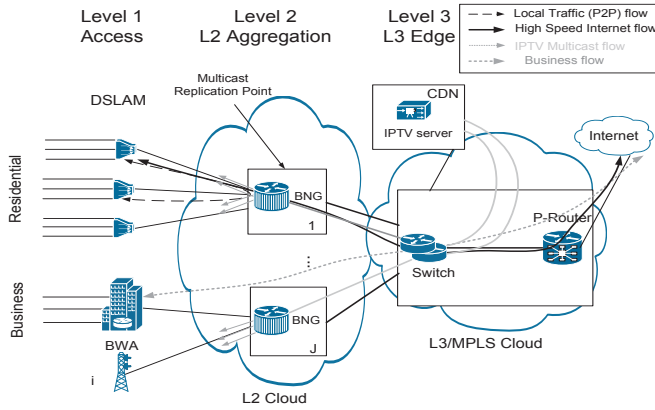 Level 1
Access
Level 2
L2 Aggregation
Level 3
L3 Edge
Local Traffic (P2P) flow
High Speed Internet flow
IPTV Multicast flow
Business flow
DSLAM
Multicast
Replication Point
CDN
IPTV server
Internet
Residential
BNG
1
P-Router
Switch
...
Business
BNG
J
BWA
i
L2 Cloud
L3/MPLS Cloud